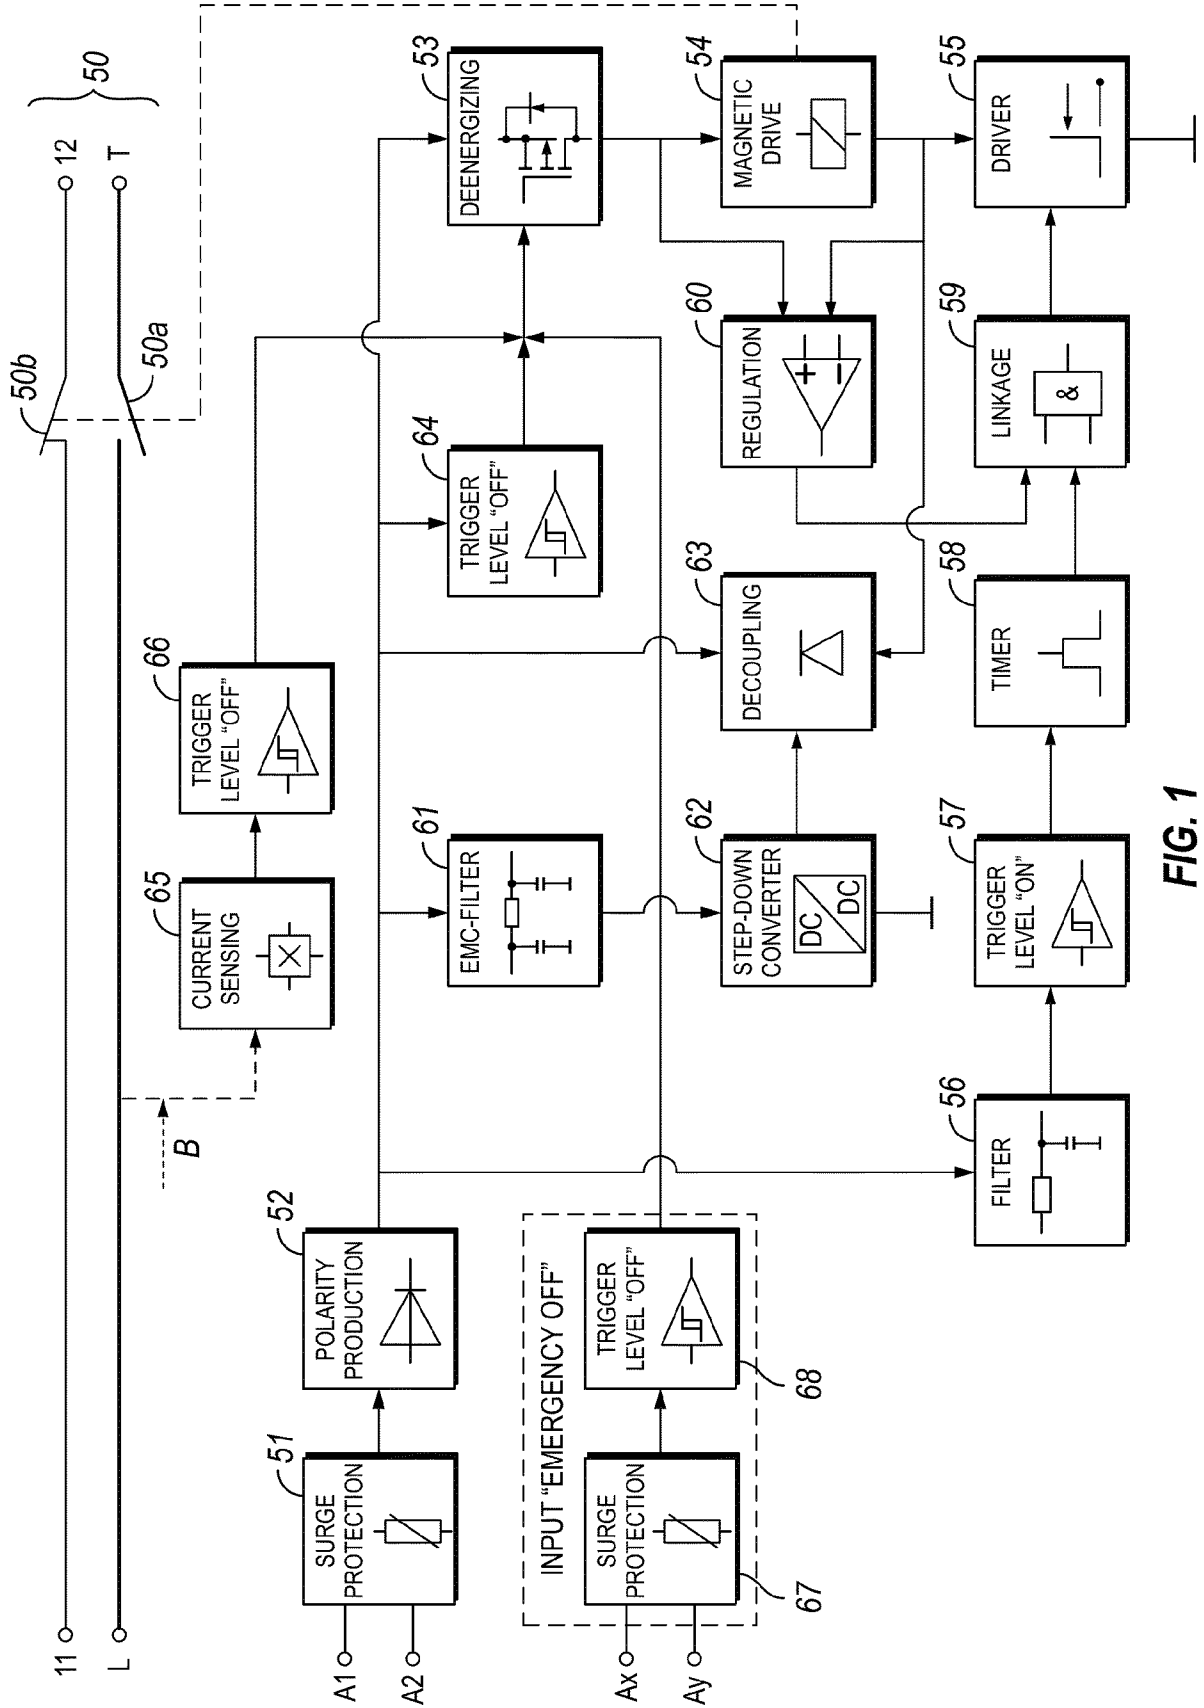 50
11
12
L
T
50b
50a
B
65
CURRENT
SENSING
66
TRIGGER
LEVEL “OFF”
A1
A2
51
SURGE
PROTECTION
52
POLARITY
PRODUCTION
61
EMC-FILTER
64
TRIGGER
LEVEL “OFF”
53
DEENERGIZING
INPUT “EMERGENCY OFF”
Ax
Ay
SURGE
PROTECTION
67
TRIGGER
LEVEL “OFF”
68
62
STEP-DOWN
CONVERTER
DC
DC
63
DECOUPLING
60
REGULATION
+
−
54
MAGNETIC
DRIVE
56
FILTER
57
TRIGGER
LEVEL “ON”
58
TIMER
59
LINKAGE
&
55
DRIVER
FIG. 1